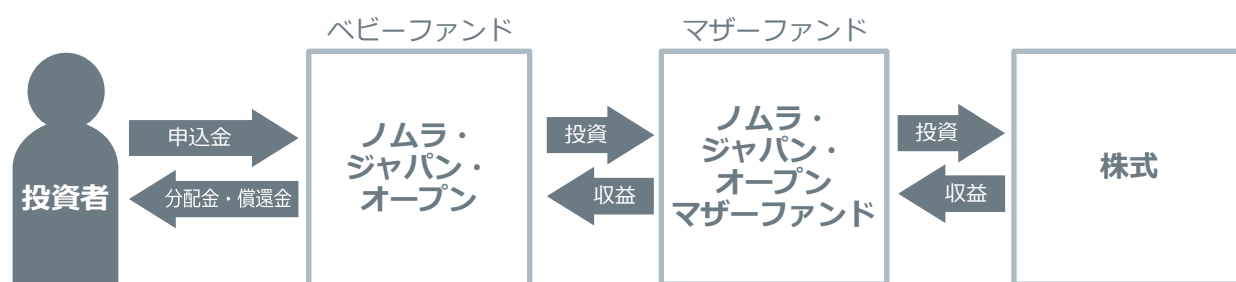 ベビーファンド
マザーファンド
投資者
申込金
分配金・償還金
ノムラ・
ジャパン・
オープン
投資
収益
ノムラ・
ジャパン・
オープン
マザーファンド
投資
収益
株式